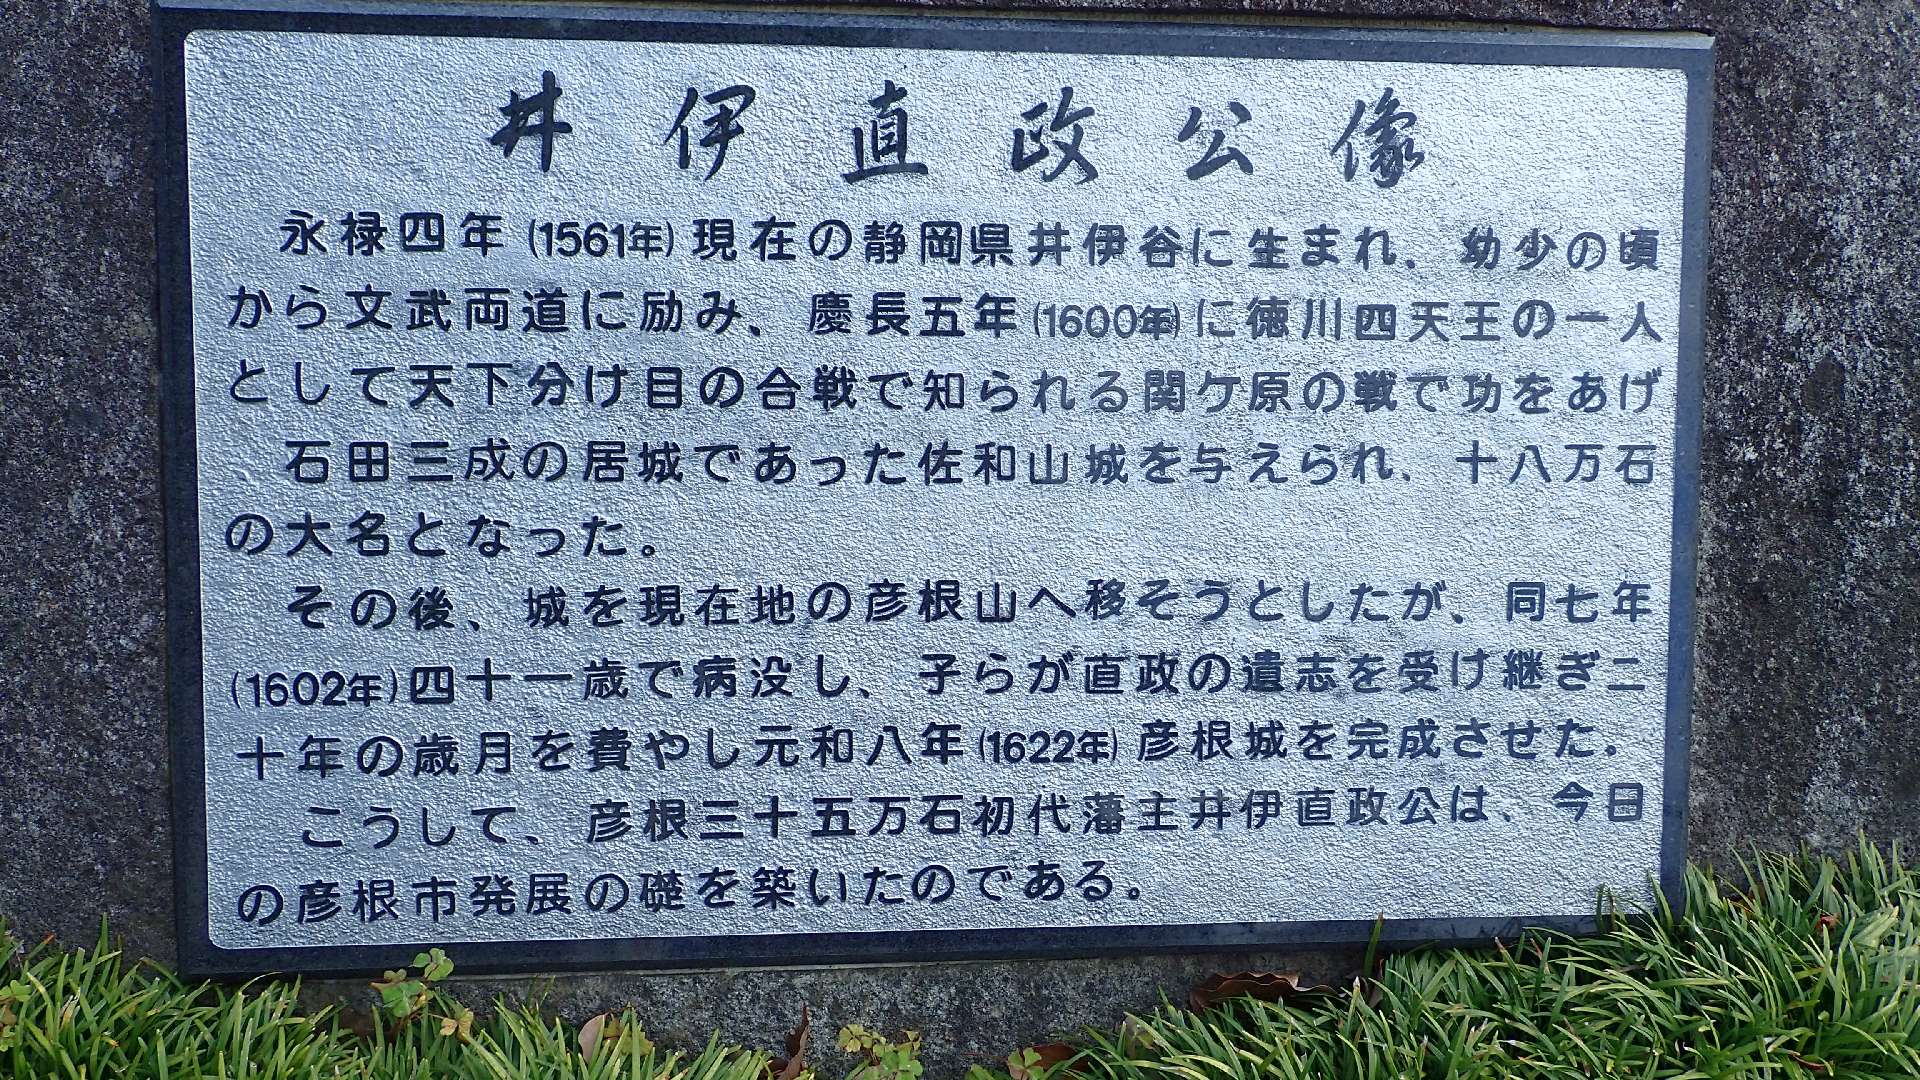 井伊直政公像
永禄四年(1561年)現在の静岡県井伊谷に生まれ、幼少の頃
から文武両道に励み、慶長五年(1600年)に徳川四天王の一人
として天下分け目の合戦で知られる関ケ原の戦で功をあげ
石田三成の居城であった佐和山城を与えられ、十八万石
の大名となった。
その後、城を現在地の彦根山へ移そうとしたが、同七年
(1602年)四十一歳で病没し、子らが直政の遺志を受け継ぎ二
十年の歳月を費やし元和八年(1622年)彦根城を完成させた。
こうして、彦根三十五万石初代藩主井伊直政公は、今日
の彦根市発展の礎を築いたのである。